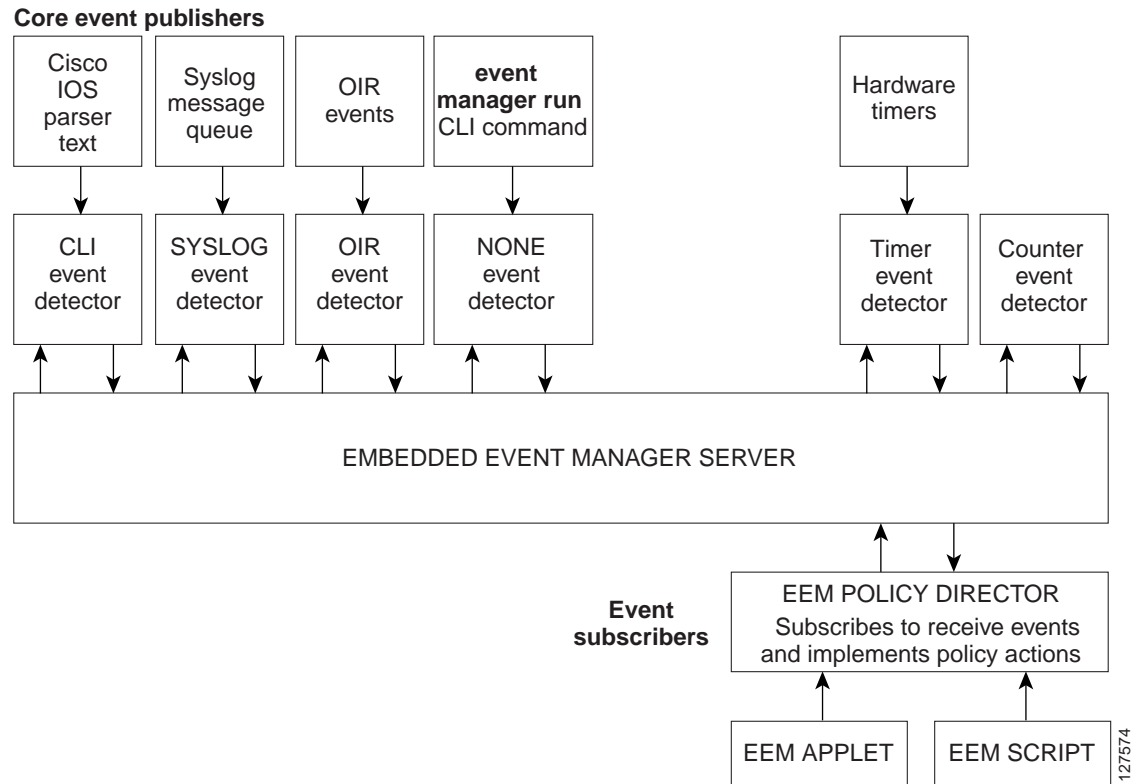 Core event publishers
Cisco
IOS
parser
text
Syslog
message
queue
OIR
events
event
manager run
CLI command
Hardware
timers
CLI
event
detector
SYSLOG
event
detector
OIR
event
detector
NONE
event
detector
Timer
event
detector
Counter
event
detector
EMBEDDED EVENT MANAGER SERVER
Event
subscribers
EEM POLICY DIRECTOR
Subscribes to receive events
and implements policy actions
EEM APPLET
EEM SCRIPT
127574